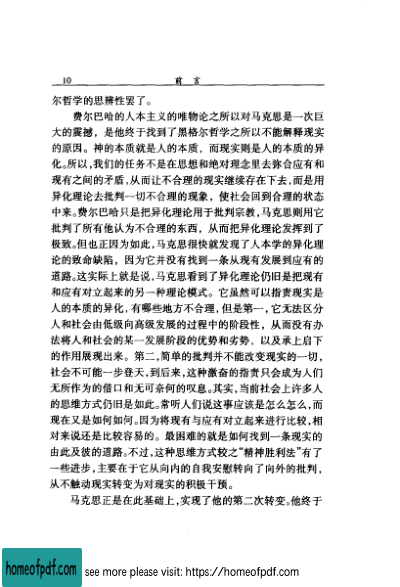 10 前言
尔哲学的思辨性罢了。
费尔巴哈的人本主义的唯物论之所以对马克思是一次巨
大的震撼，是他终于找到了黑格尔哲学之所以不能解释现实
的原因。神的本质就是人的本质，而现实则是人的本质的异
化。所以，我们的任务不是在思想和绝对理念里去弥合应有和
现有之间的矛盾，从而让不合理的现实继续存在下去，而是用
异化理论去批判一切不合理的现象，使社会回到合理的状态
中来。费尔巴哈只是把异化理论用于批判宗教，马克思则用它
批判了所有他认为不合理的东西，从而把异化理论发挥到了
极致。但也正因为如此，马克思很快就发现了人本学的异化理
论的致命缺陷，因为它并没有找到一条从现有发展到应有的
道路。这实际上就是说，马克思看到了异化理论仍旧是把现有
和应有对立起来的另一种理论模式。它虽然可以指责现实是
人的本质的异化，有哪些地方不合理，但是第一，它无法区分
人和社会由低级向高级发展的过程中的阶段性，从而没有办
法将人和社会的某一发展阶段的优势和劣势，以及承上启下
的作用展现出来。第二，简单的批判并不能改变现实的一切，
社会不可能一步登天，到后来，这种激奋的指责只会成为人们
无所作为的借口和无可奈何的叹息。其实，当前社会上许多人
的思维方式仍旧是如此。常听人们说这事应该是怎么怎么，而
现在又是如何如何。因为将现有与应有对立起来进行比较，相
对来说还是比较容易的。最困难的就是如何找到一条现实的
由此及彼的道路。不过，这种思维方式较之“精神胜利法”有了
一些进步，主要在于它从向内的自我安慰转向了向外的批判，
从不触动现实转变为对现实的积极干预。
马克思正是在此基础上，实现了他的第二次转变。他终于
homeofpdf.com
see more please visit: https://homeofpdf.com